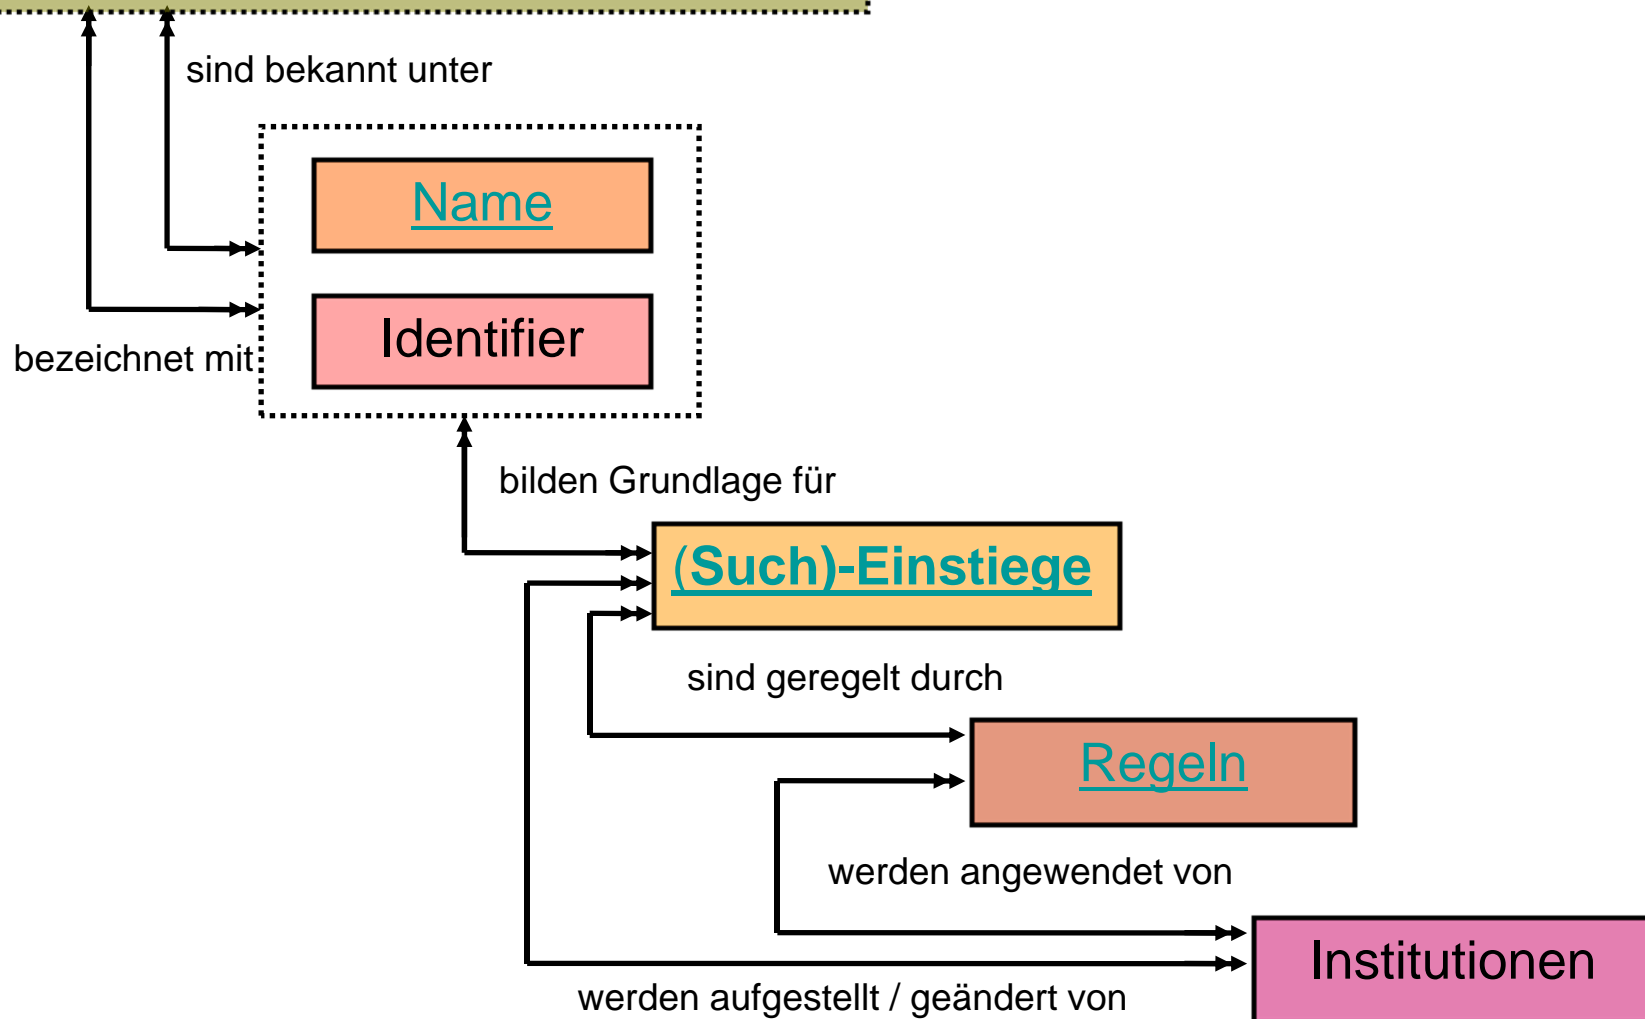 sind bekannt unter
Name
Identifier
bezeichnet mit
bilden Grundlage für
(Such)-Einstiege
sind geregelt durch
Regeln
werden angewendet von
Institutionen
werden aufgestellt / geändert von